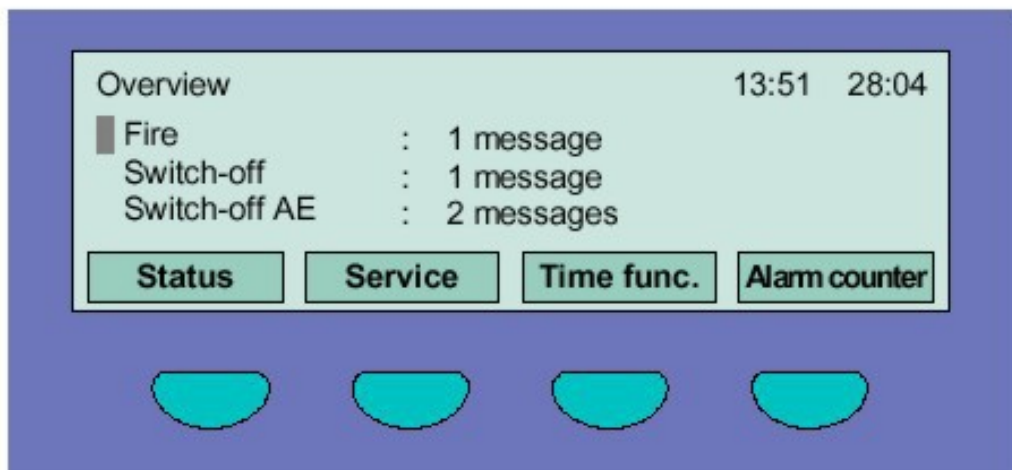 Overview 13:51 28:04
Fire : 1 message
Switch-off : 1 message
Switch-off AE : 2 messages
Status Service Time func. Alarm counter